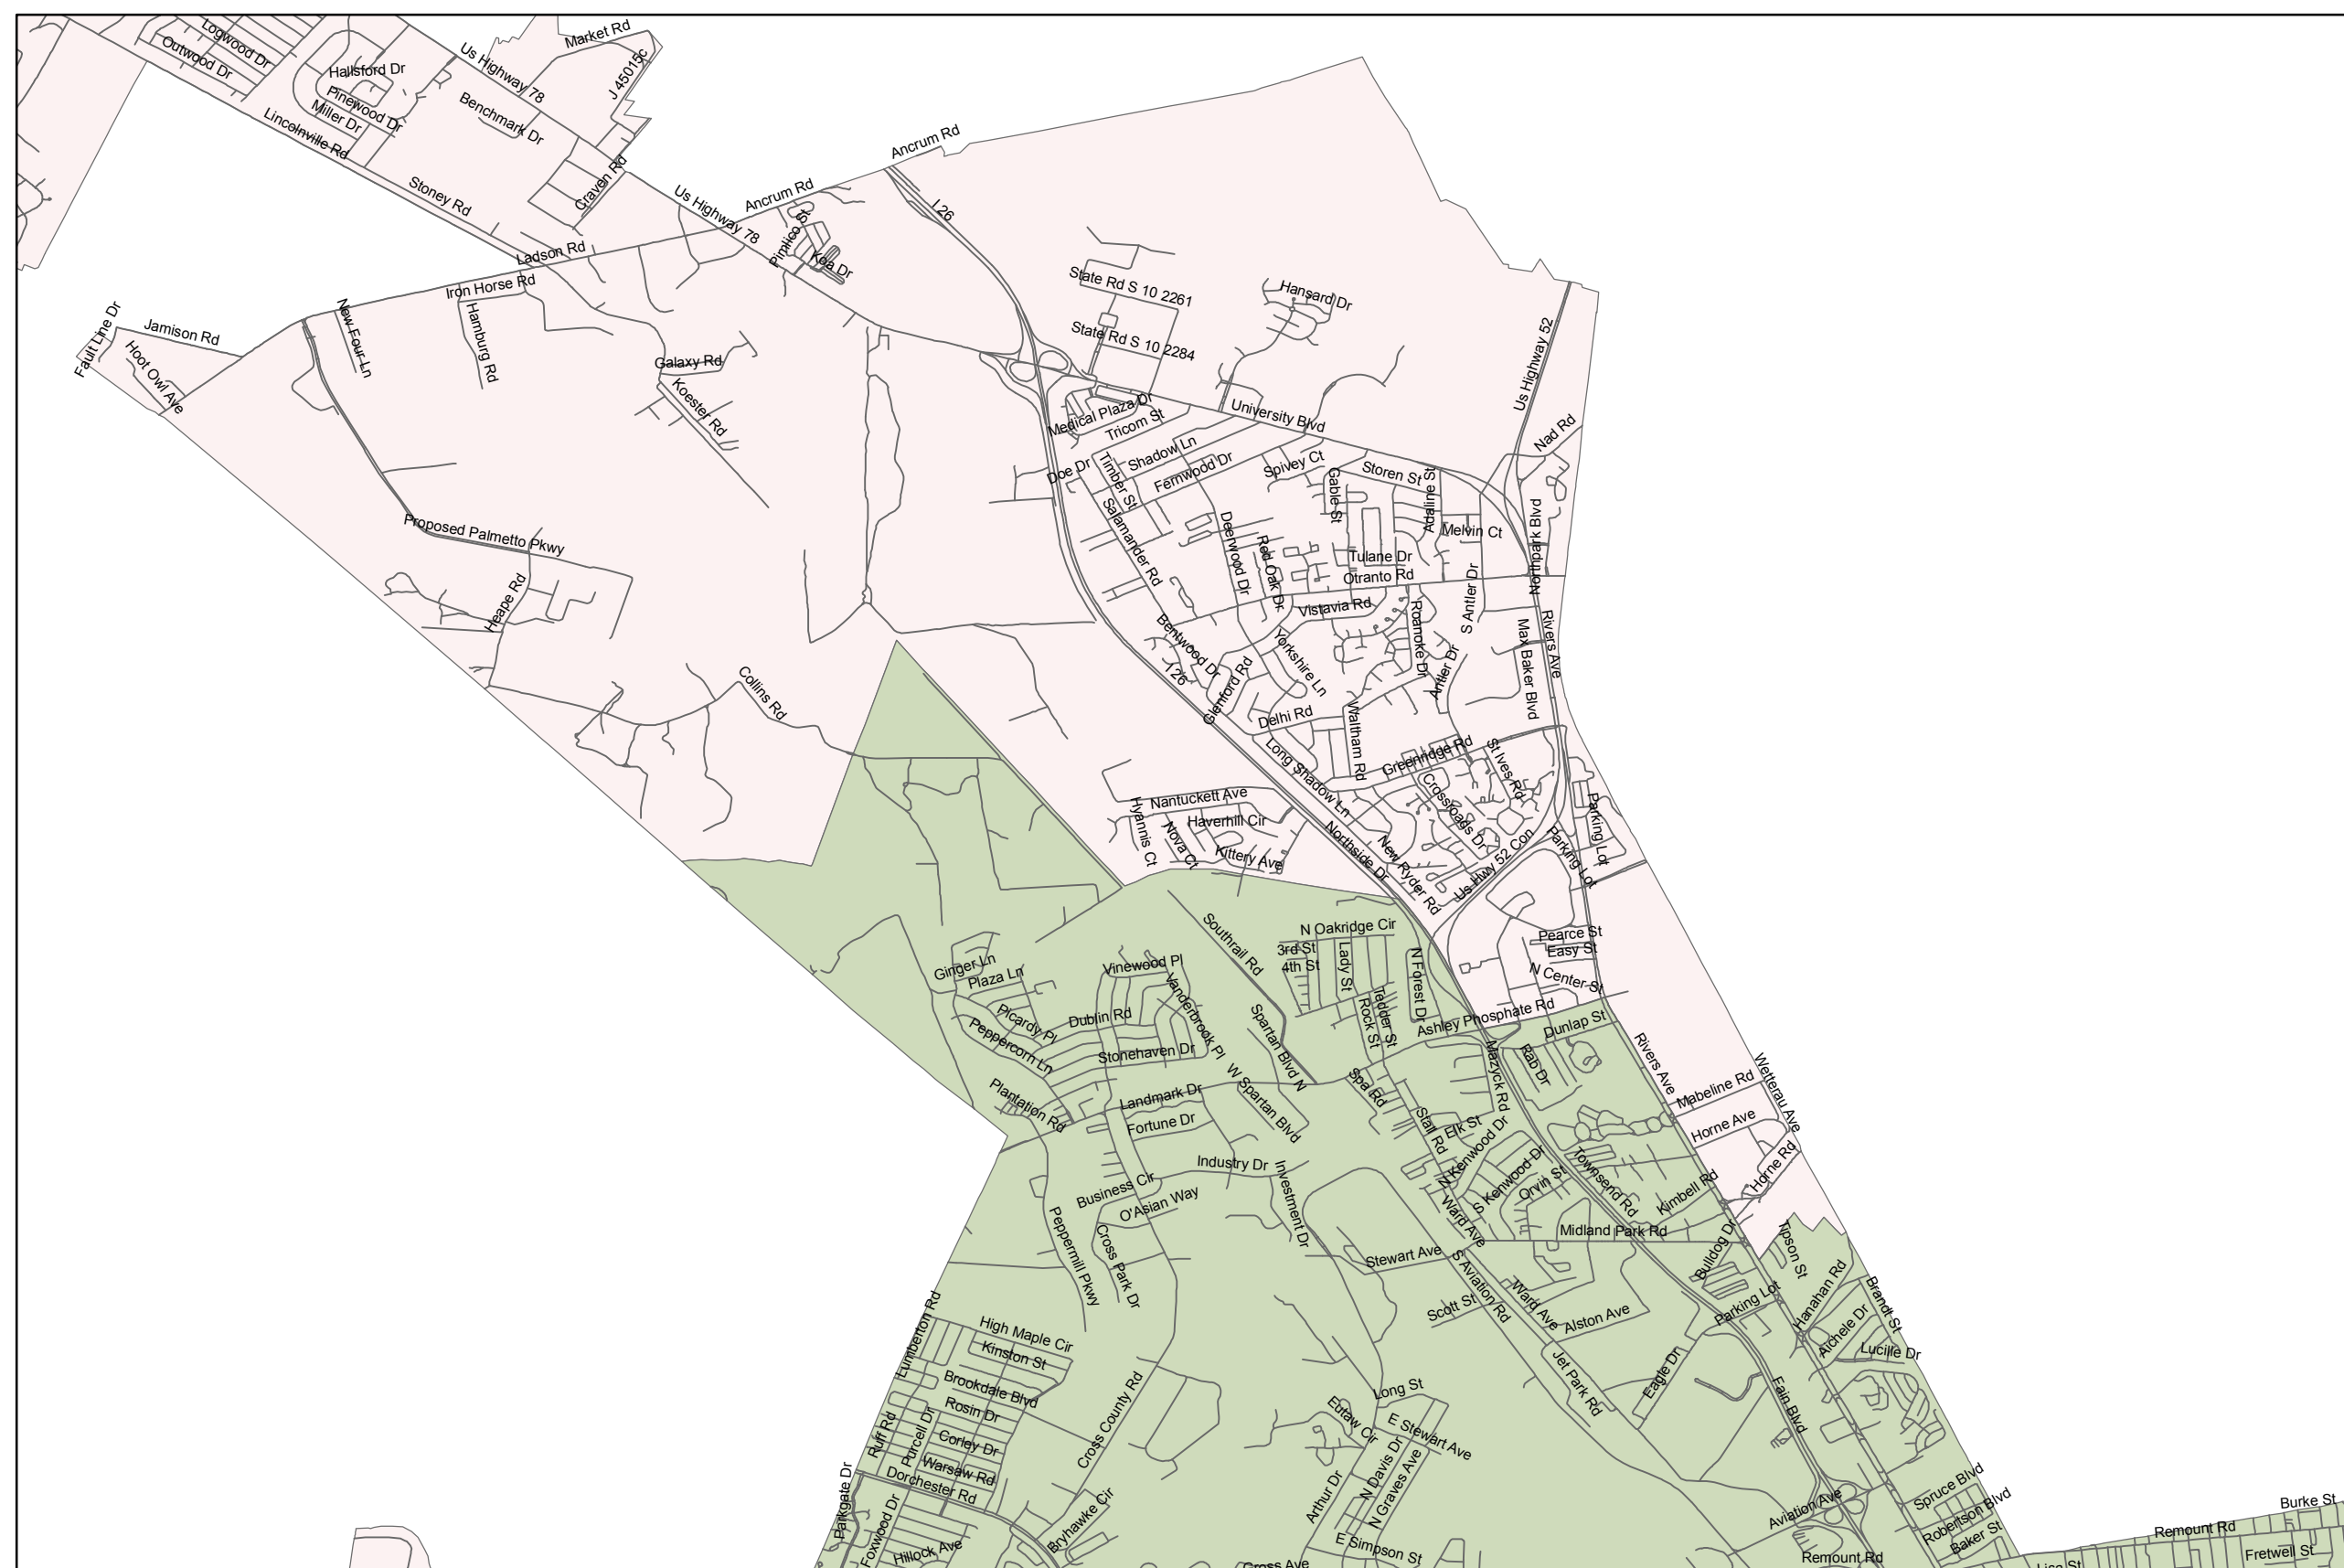 Logwood Dr
Outwood Dr
Hallsford Dr
Pinewood Dr
Miller Dr
Lincolnville Rd
Us Highway 78
Market Rd
J 45015c
Benchmark Dr
Craven Rd
Stoney Rd
Ladson Rd
Iron Horse Rd
Us Highway 78
Ancrum Rd
Ancrum Rd
I 26
Pimlico St
Koa Dr
State Rd S 10 2261
State Rd S 10 2284
Hansard Dr
Us Highway 52
Fault Line Dr
Jamison Rd
Hoot Owl Ave
New Four Ln
Hamburg Rd
Galaxy Rd
Koester Rd
Medical Plaza Dr
Tricom St
University Blvd
Nad Rd
Doe Dr
Timber St
Shadow Ln
Fernwood Dr
Spivey Ct
Gable St
Storen St
Adaline St
Melvin Ct
Northpark Blvd
Salamander Rd
Deerwood Dr
Red Oak Dr
Tulane Dr
Otranto Rd
Vistavia Rd
Roanoke Dr
S Antler Dr
Antler Dr
Max Baker Blvd
Rivers Ave
Proposed Palmetto Pkwy
Heape Rd
Collins Rd
Bentwood Dr
I 26
Glenford Rd
Yorkshire Ln
Delhi Rd
Waltham Rd
Long Shadow Ln
Greenridge Rd
St Ives Rd
Crossroads Dr
Parking Lot
Parking Lot
Nantuckett Ave
Hyannis Ct
Nova Ct
Haverhill Cir
Kittery Ave
Northside Dr
New Ryder Rd
Us Hwy 52 Con
Pearce St
Easy St
N Center St
Southrail Rd
N Oakridge Cir
3rd St
4th St
Lady St
N Forest Dr
Tedder St
Rock St
Ashley Phosphate Rd
Dunlap St
Ginger Ln
Plaza Ln
Vinewood Pl
Vanderbrook Pl
Picardy Pl
Dublin Rd
Peppercorn Ln
Stonehaven Dr
Spartan Blvd N
W Spartan Blvd
Plantation Rd
Landmark Dr
Fortune Dr
Spa Rd
Mazyck Rd
Rab Dr
Rivers Ave
Wetterau Ave
Mabeline Rd
Horne Ave
Horne Rd
Stall Rd
Elk St
N Kenwood Dr
S Kenwood Dr
Orvin St
Townsend Rd
Kimbell Rd
Industry Dr
Investment Dr
Business Cir
O'Asian Way
Cross Park Dr
Peppermill Pkwy
Ward Ave
Midland Park Rd
Bulldog Dr
Tipson St
Stewart Ave
S Aviation Rd
Scott St
Ward Ave
Alston Ave
Parking Lot
Hanahan Rd
Brandt St
Aichele Dr
Lucille Dr
Lumberton Rd
High Maple Cir
Kinston St
Brookdale Blvd
Rosin Dr
Ruff Rd
Purcell Dr
Corley Dr
Warsaw Rd
Dorchester Rd
Cross County Rd
Long St
Eutaw Cir
E Stewart Ave
N Davis Dr
N Graves Ave
Arthur Dr
Jet Park Rd
Eagle Dr
Fain Blvd
Parkgate Dr
Foxwood Dr
Hillock Ave
Bryhawke Cir
E Simpson St
Cross Ave
Aviation Ave
Remount Rd
Spruce Blvd
Robertson Blvd
Baker St
Lisa St
Remount Rd
Burke St
Fretwell St